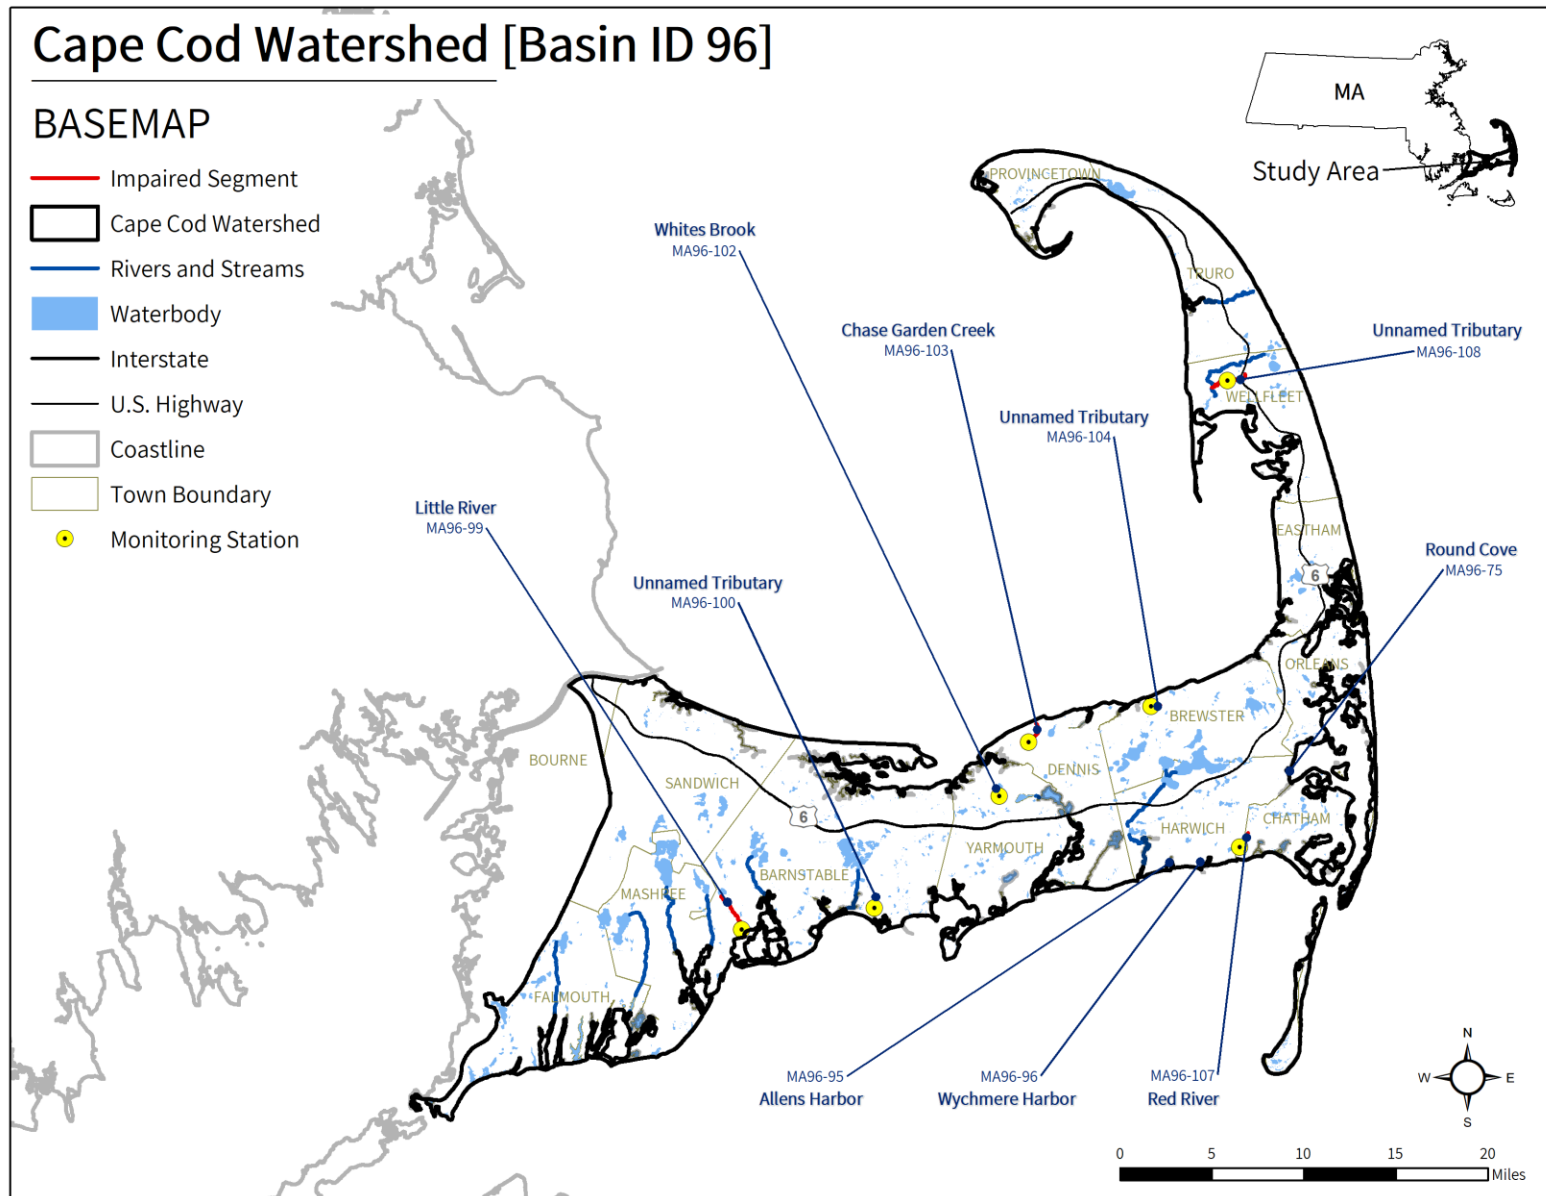 Cape Cod Watershed [Basin ID 96]
BASEMAP
Impaired Segment
Cape Cod Watershed
Rivers and Streams
Waterbody
Interstate
U.S. Highway
Coastline
Town Boundary
Monitoring Station
MA
Study Area
PROVINCETOWN
TRURO
Whites Brook
MA96-102
Chase Garden Creek
MA96-103
Unnamed Tributary
MA96-108
WELLFLEET
Unnamed Tributary
MA96-104
Little River
MA96-99
EASTHAM
Round Cove
MA96-75
6
Unnamed Tributary
MA96-100
ORLEANS
BREWSTER
BOURNE
SANDWICH
DENNIS
6
HARWICH
CHATHAM
YARMOUTH
BARNSTABLE
MASHPEE
FALMOUTH
MA96-95
Allens Harbor
MA96-96
Wychmere Harbor
MA96-107
Red River
N
W
E
S
0 5 10 15 20
Miles